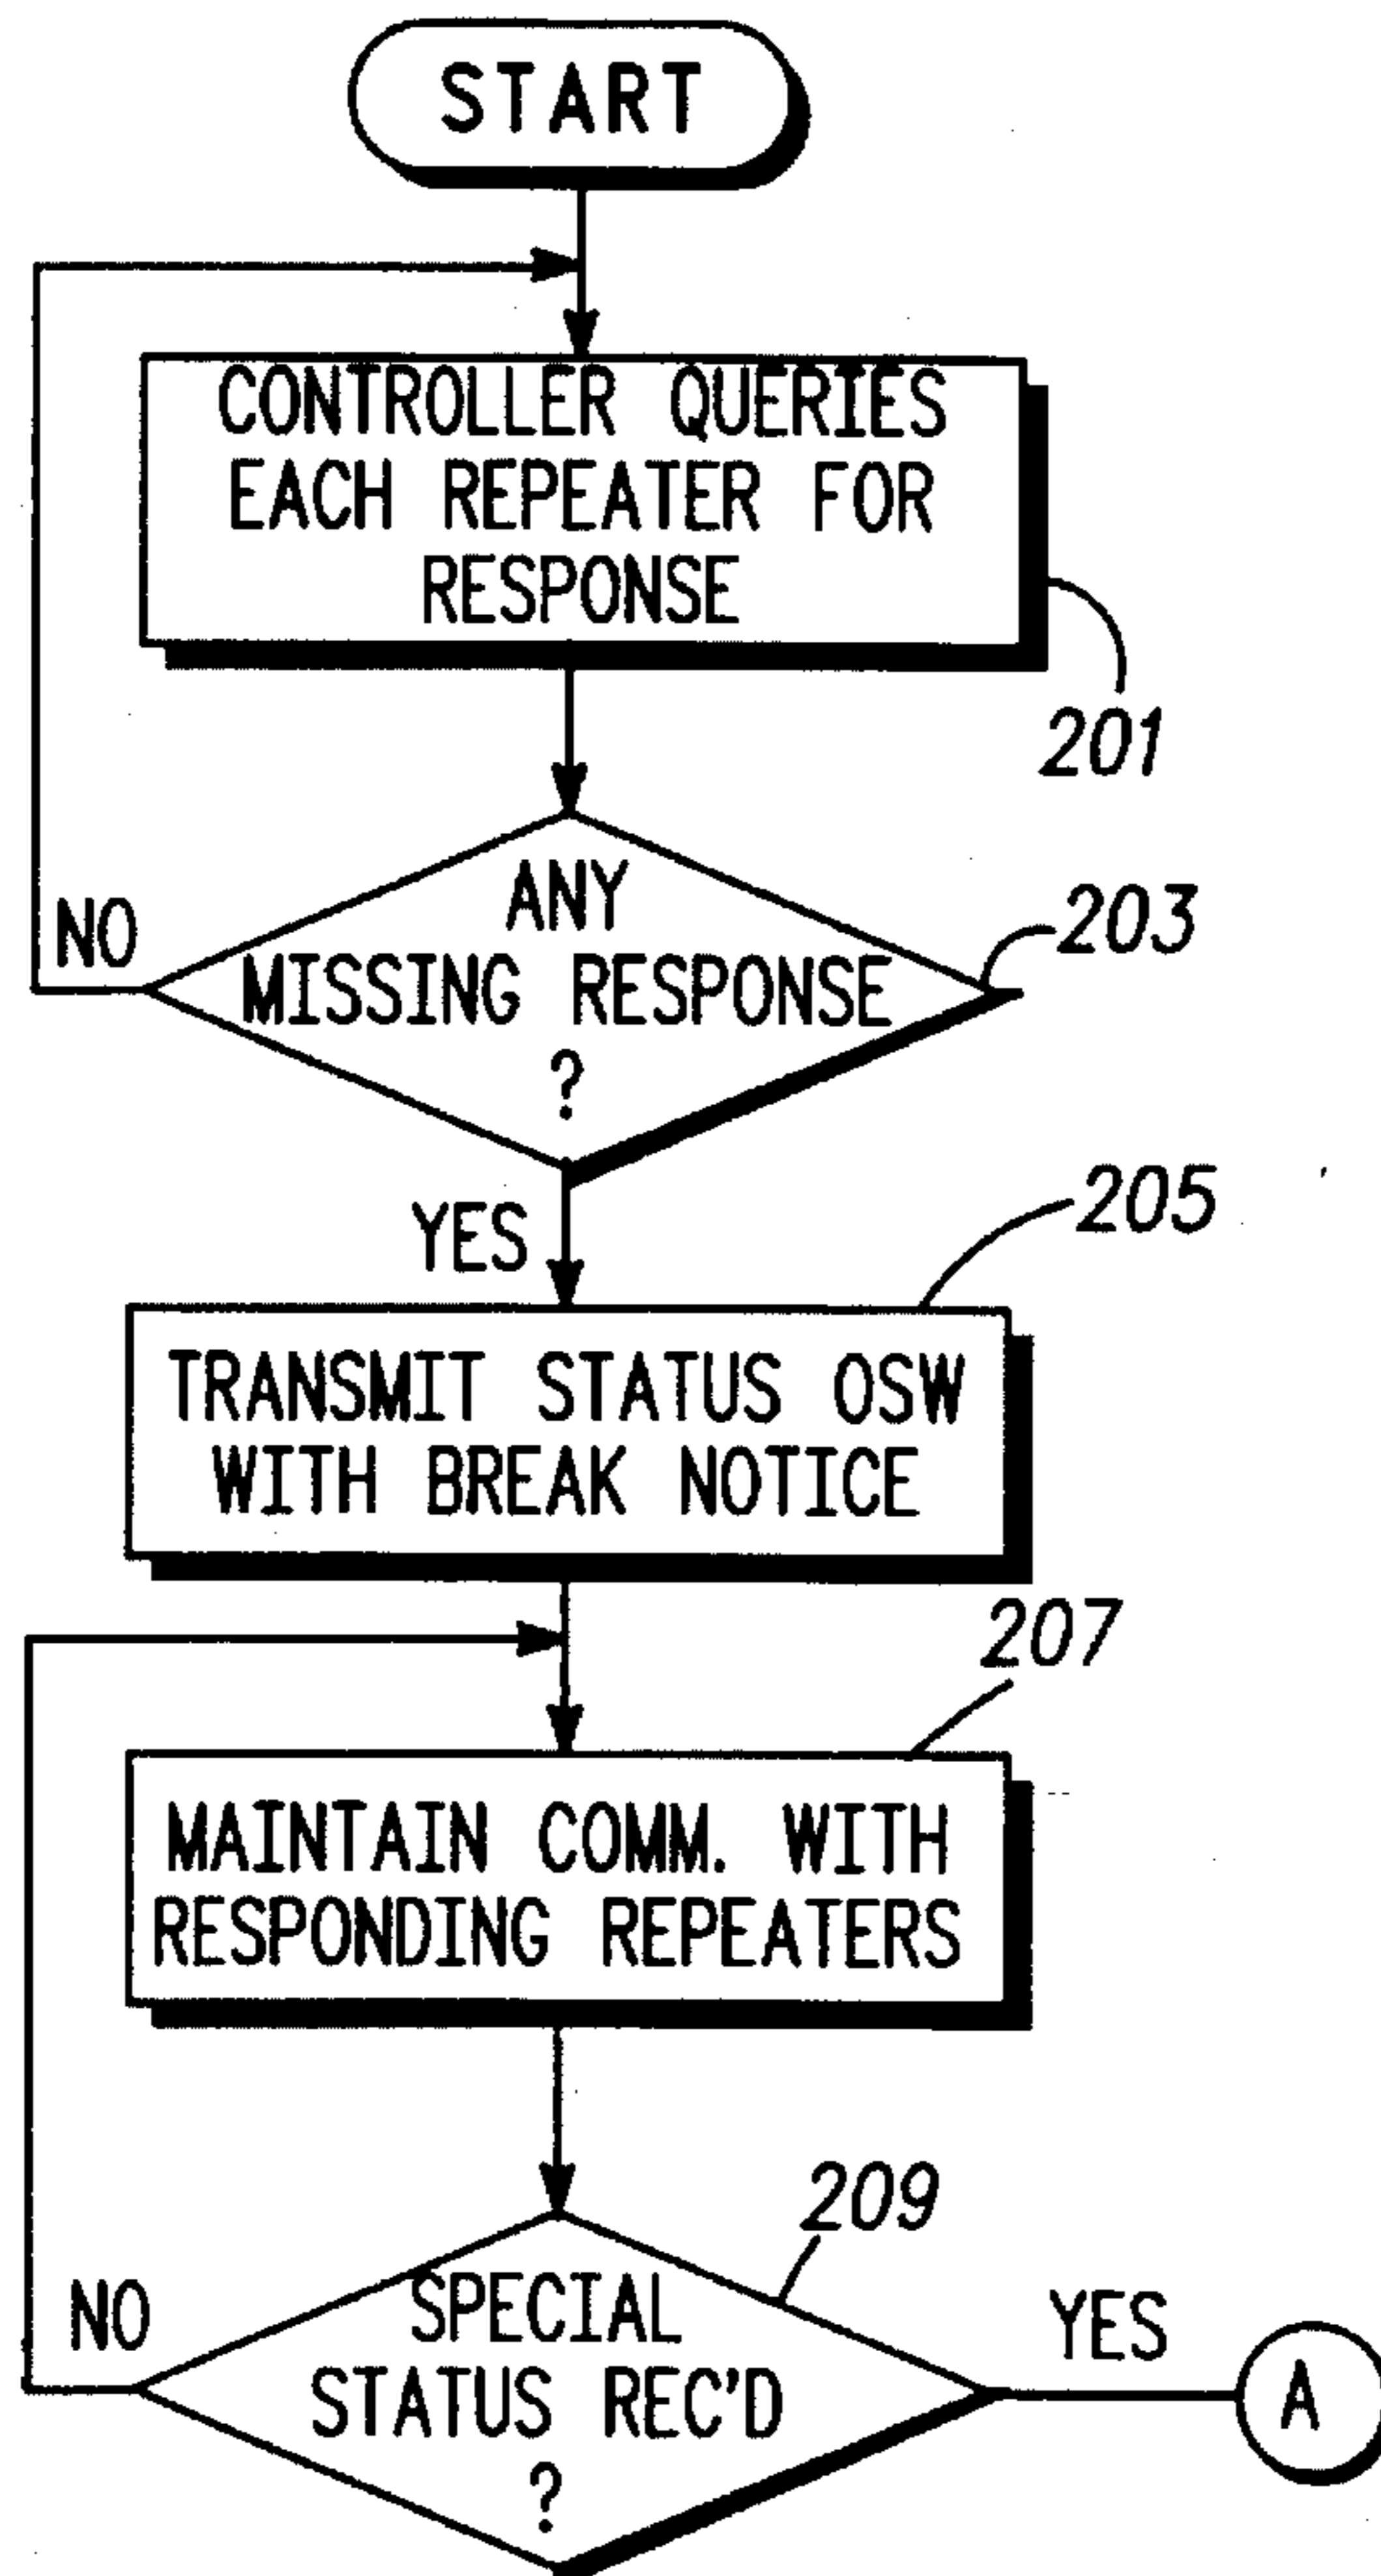 START
CONTROLLER QUERIES
EACH REPEATER FOR
RESPONSE
201
ANY
MISSING RESPONSE
?
203
NO
YES
205
TRANSMIT STATUS OSW
WITH BREAK NOTICE
207
MAINTAIN COMM. WITH
RESPONDING REPEATERS
209
SPECIAL
STATUS REC'D
?
NO
YES
A